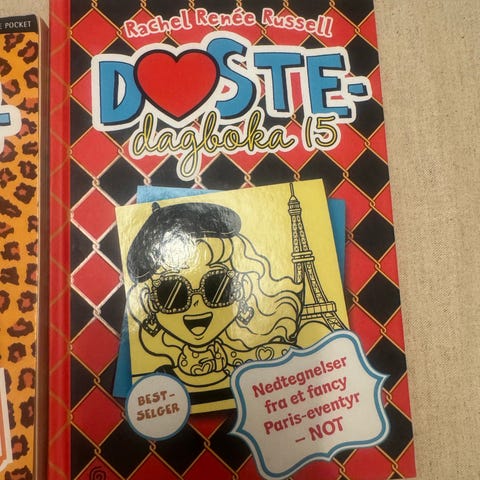 E POCKET
Rachel Renée Russell
DOSTE-
dagboka 15
BEST-
SELGER
Nedtegnelser
fra et fancy
Paris-eventyr
– NOT